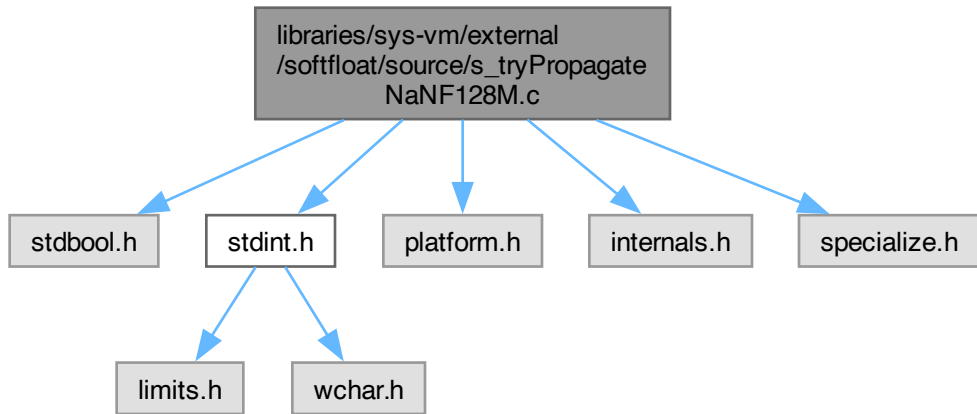 libraries/sys-vm/external
/softfloat/source/s_tryPropagate
NaNF128M.c
stdbool.h
stdint.h
platform.h
internals.h
specialize.h
limits.h
wchar.h